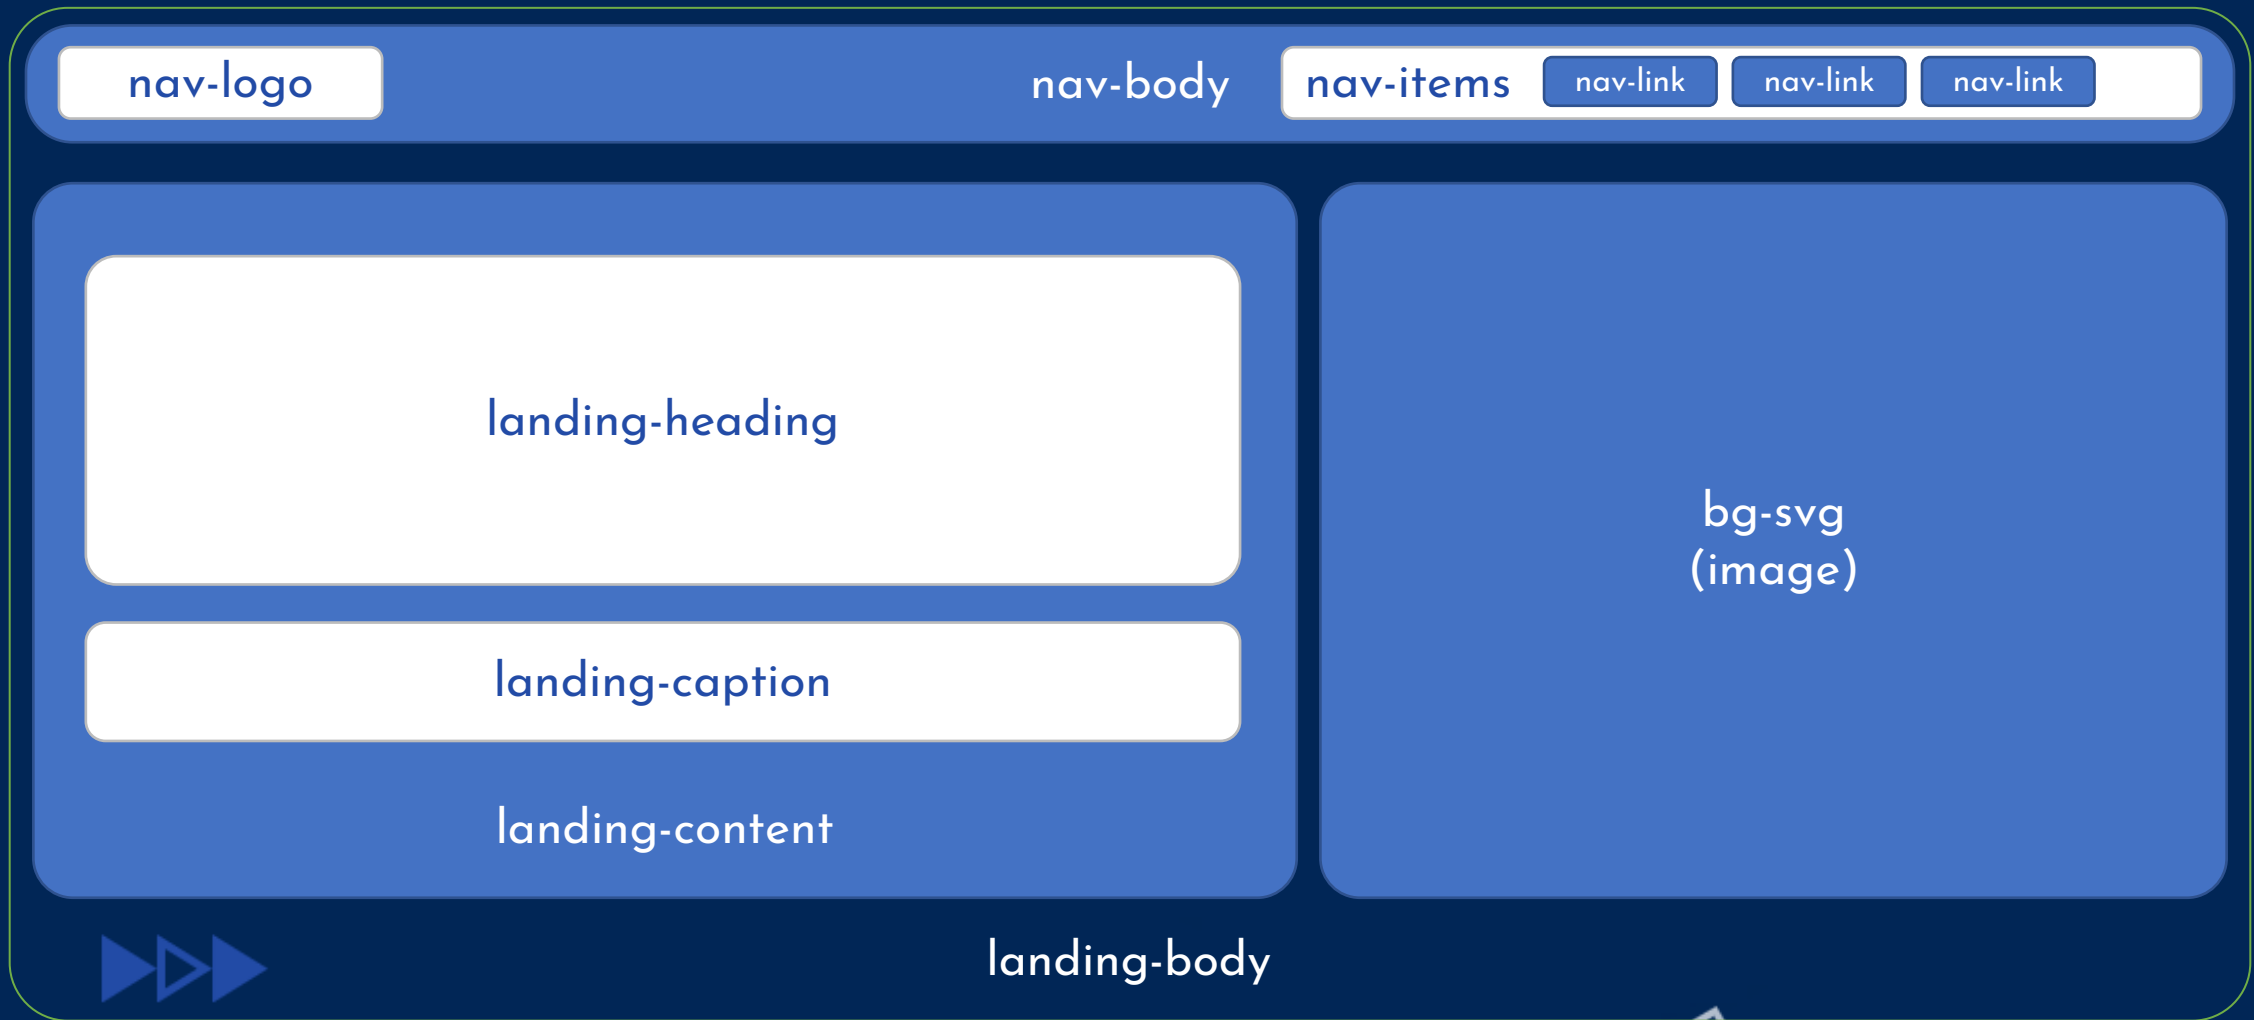 nav-logo
nav-body
nav-items
nav-link
nav-link
nav-link
landing-heading
landing-caption
landing-content
bg-svg
(image)
landing-body